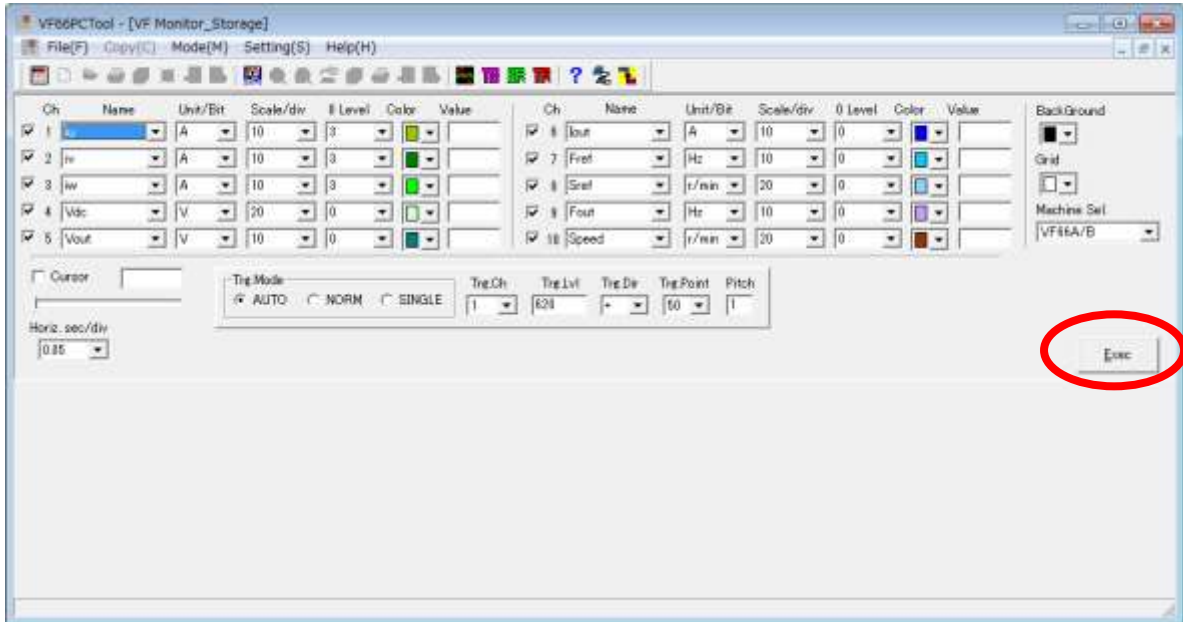 VF66PCTool - [VF Monitor_Storage]
File(F) Copy(C) Mode(M) Setting(S) Help(H)
Ch Name Unit/Bit Scale/div 0 Level Color Value Ch Name Unit/Bit Scale/div 0 Level Color Value BackGround
1 A 10 3 6 Iout A 10 0
2 iv A 10 3 7 Fref Hz 10 0 Grid
3 iw A 10 3 8 Sref r/min 20 0
4 Vdc V 20 0 9 Fout Hz 10 0 Machine Sel.
5 Vout V 10 0 10 Speed r/min 20 0 VF66A/B
Cursor Trg.Mode Trg.Ch Trg.Lvl Trg.Dir Trg.Point Pitch
AUTO NORM SINGLE 1 + 50 1
Horiz. sec/div
0.05 Exec